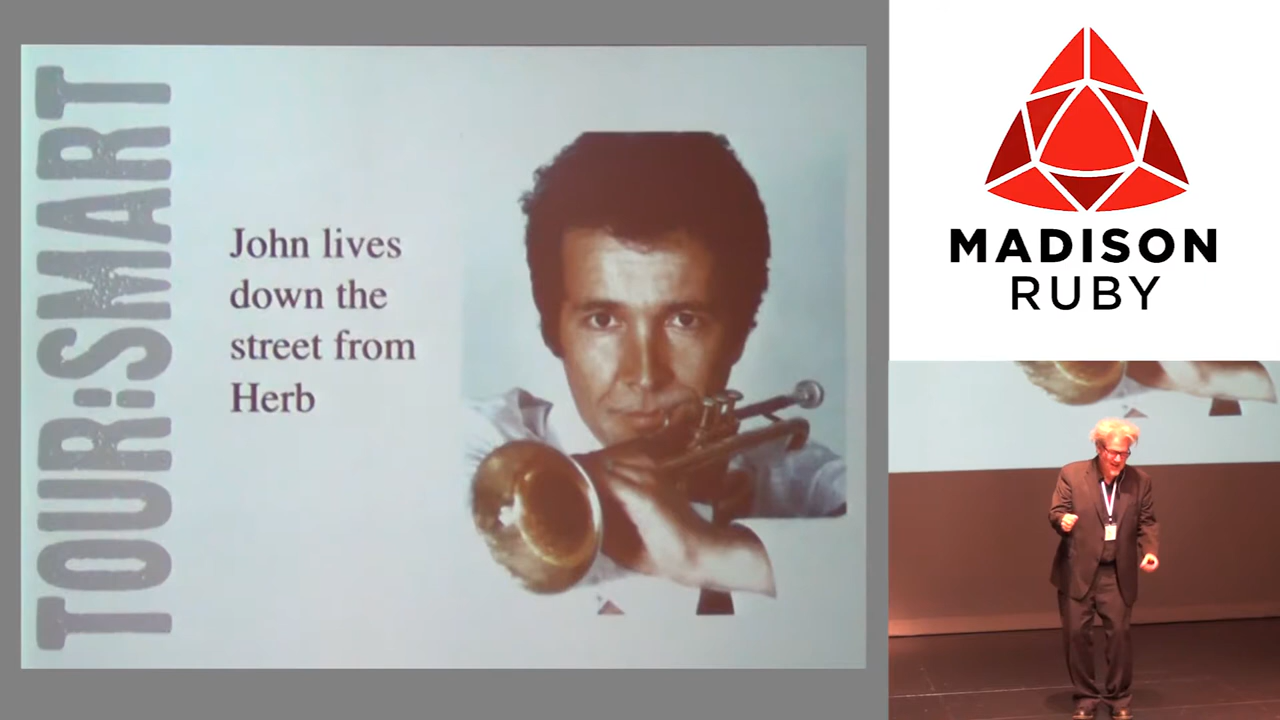 TOUR:SMART
John lives
down the
street from
Herb
MADISON
RUBY